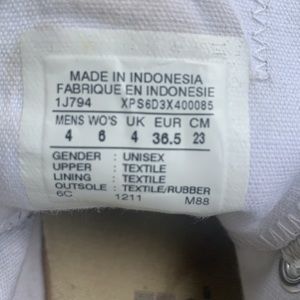 MADE IN INDONESIA
FABRIQUE EN INDONESIE
1J794 XPS6D3X400085
MENS WO'S UK EUR CM
4 6 4 36.5 23
GENDER : UNISEX
UPPER : TEXTILE
LINING : TEXTILE
OUTSOLE : TEXTILE/RUBBER
6C 1211 M88